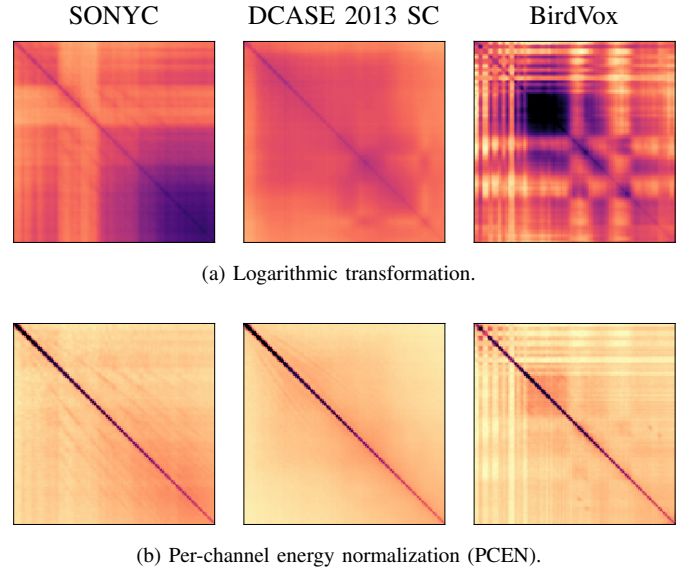 SONYC DCASE 2013 SC BirdVox
(a) Logarithmic transformation.
(b) Per-channel energy normalization (PCEN).